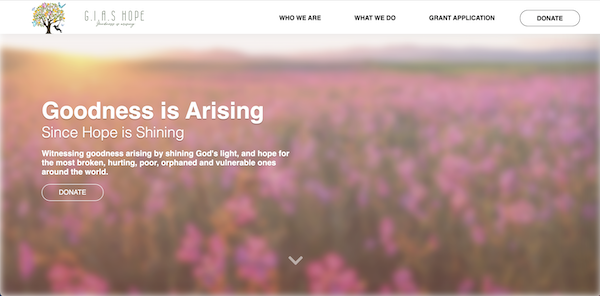 G.I.A.S HOPE
Goodness is arising
WHO WE ARE
WHAT WE DO
GRANT APPLICATION
DONATE
Goodness is Arising
Since Hope is Shining
Witnessing goodness arising by shining God's light, and hope for
the most broken, hurting, poor, orphaned and vulnerable ones
around the world.
DONATE